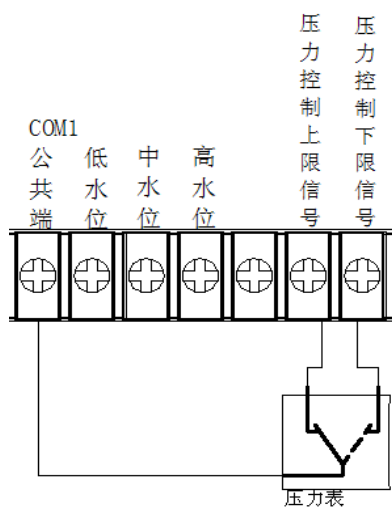 COM1
公共端
低水位
中水位
高水位
压力控制上限信号
压力控制下限信号
压力表